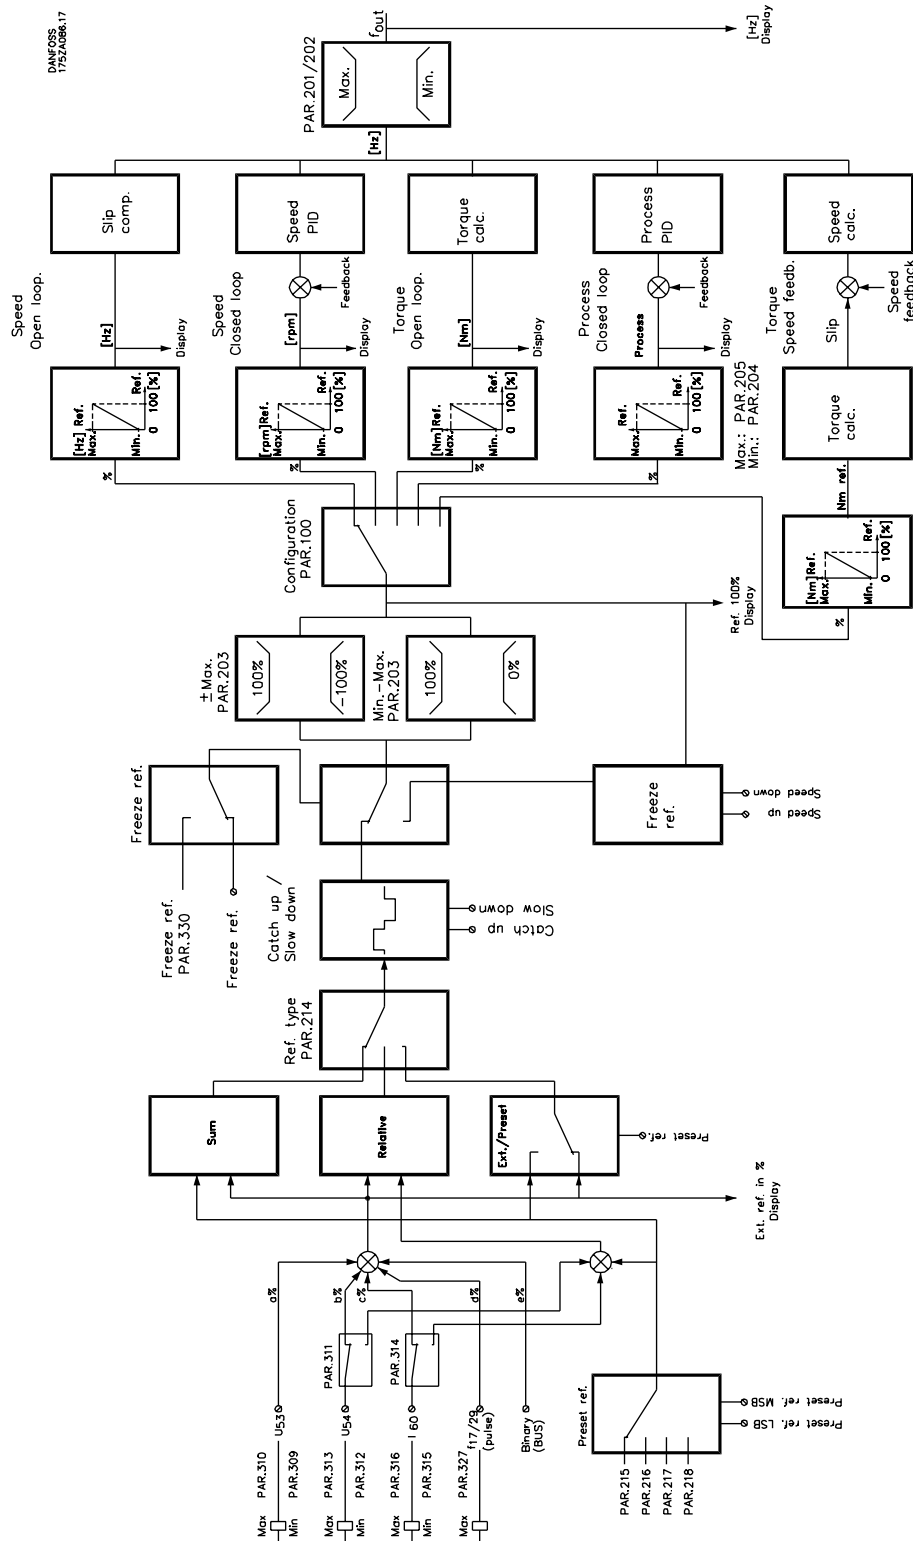 DANFOSS
175ZA086.17
Max
Min
PAR.310
PAR.309
U53
a%
Max
Min
PAR.313
PAR.312
U54
PAR.311
b%
Max
Min
PAR.316
PAR.315
I 60
PAR.314
c%
Max
PAR.327
f17/29
(pulse)
d%
Binary
(BUS)
e%
PAR.215
PAR.216
PAR.217
PAR.218
Preset ref.
Preset ref. LSB
Preset ref. MSB
Ext. ref in %
Display
Sum
Relative
Ext./Preset
Preset ref.
Ref. type
PAR.214
Catch up /
Slow down
Catch up
Slow down
Freeze ref.
PAR.330
Freeze ref.
Freeze ref.
Freeze
ref.
Speed up
Speed down
±Max.
PAR.203
100%
-100%
Min.-Max.
PAR.203
100%
0%
Ref. 100%
Display
Configuration
PAR.100
Speed
Open loop.
%
[Hz] Ref.
Max.
Min.
Ref.
0
100[%]
[Hz]
Display
Slip
comp.
Speed loop
Closed loop
%
[rpm]Ref.
Max.
Min.
Ref.
0
100[%]
[rpm]
Display
Feedback
Speed
PID
Torque
Open loop.
%
[Nm]Ref.
Max.
Min.
Ref.
0
100[%]
[Nm]
Display
Torque
calc.
Process
Closed loop
%
Ref.
Max.
Min.
Ref.
0
100[%]
Process
Display
Feedback
Process
PID
Max.: PAR.205
Min.: PAR.204
Torque
Speed feedb.
%
[Nm]Ref.
Max.
Min.
Ref.
0
100[%]
Nm ref.
Torque
calc.
Slip
Speed
feedback
Speed
calc.
[Hz]
PAR.201/202
Max.
Min.
fout
[Hz]
Display